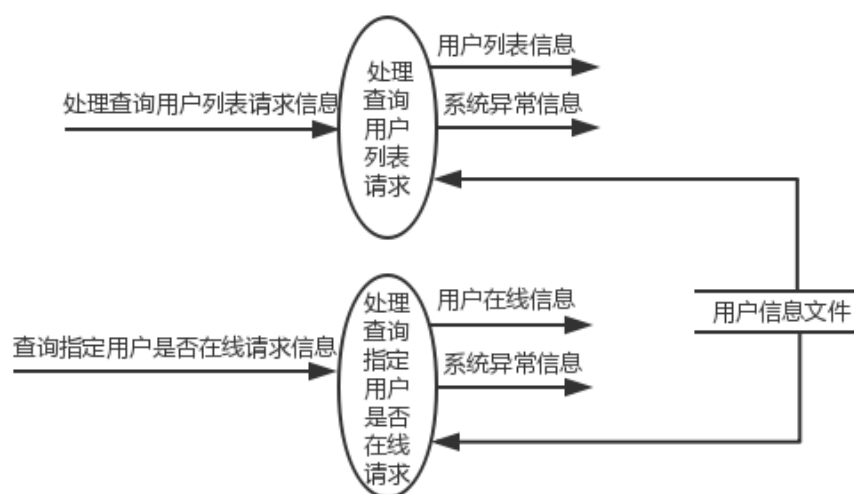 用户列表信息
处理
查询
用户
列表
请求
处理查询用户列表请求信息
系统异常信息
用户信息文件
处理
查询
指定
用户
是否
在线
请求
用户在线信息
查询指定用户是否在线请求信息
系统异常信息